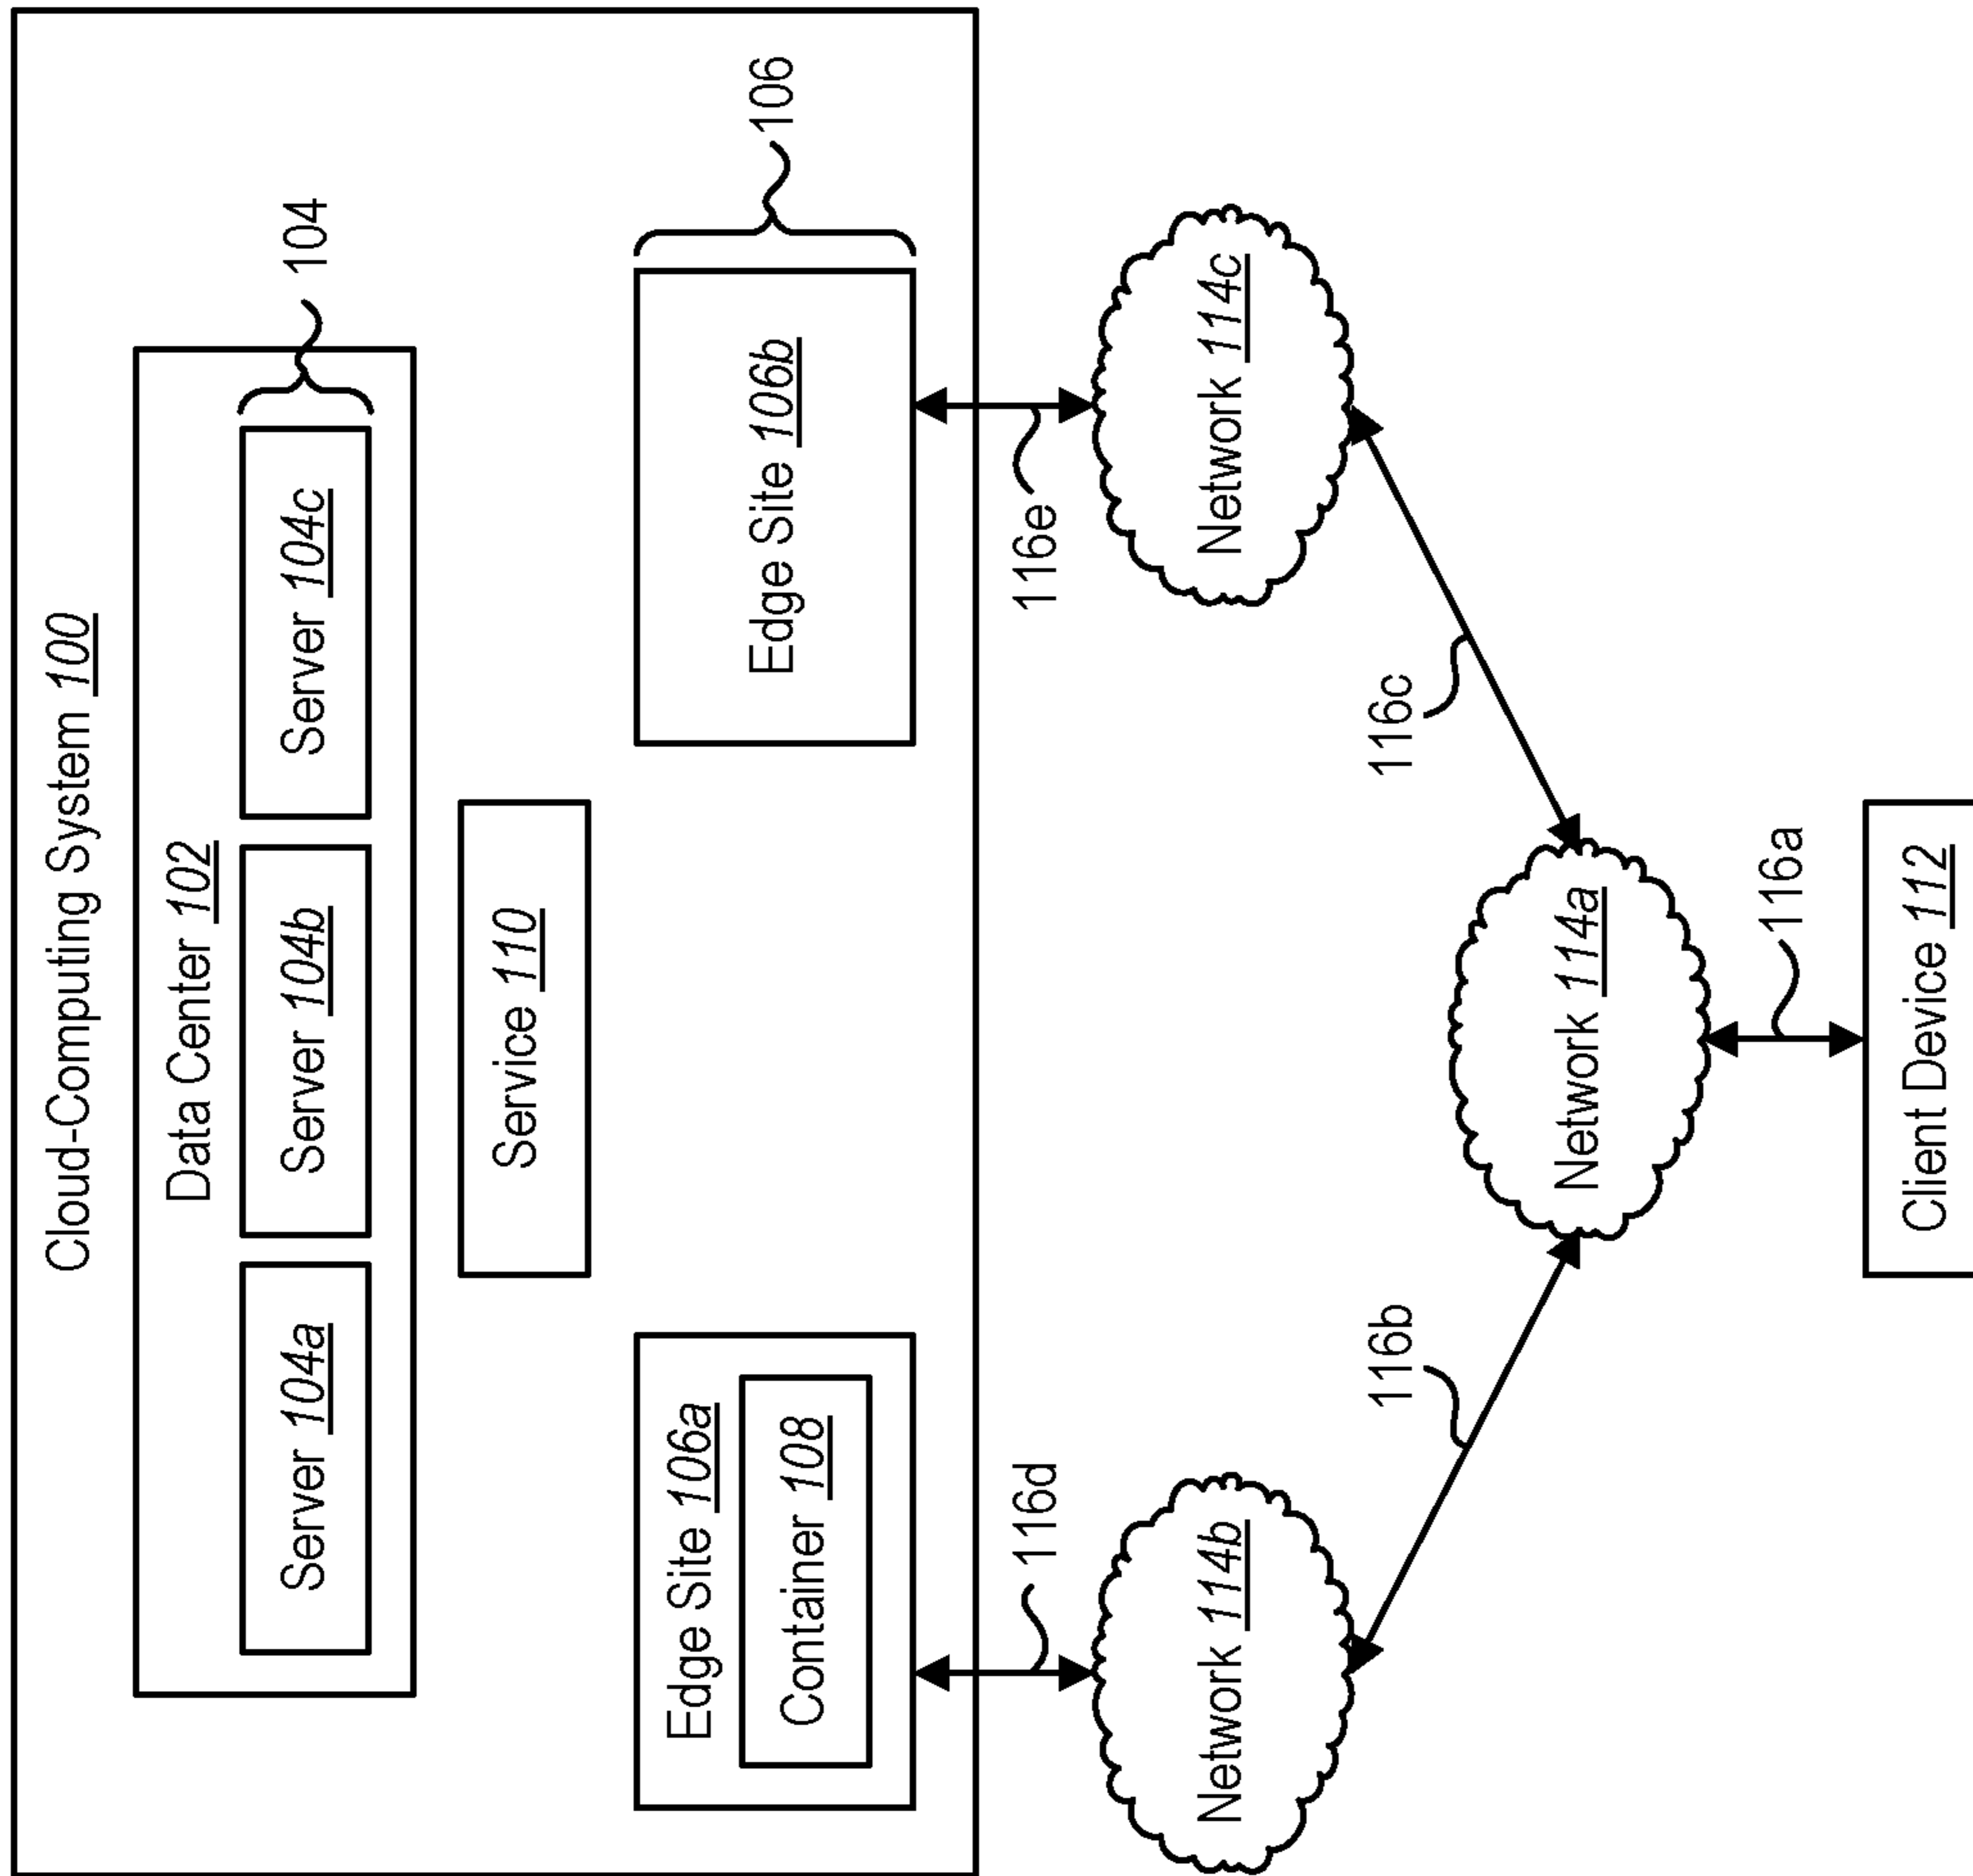 Cloud-Computing System 100
Data Center 102
104
Server 104a
Server 104b
Server 104c
Service 110
106
Edge Site 106a
Container 108
Edge Site 106b
116d
116e
Network 114b
Network 114c
116b
116c
Network 114a
116a
Client Device 112